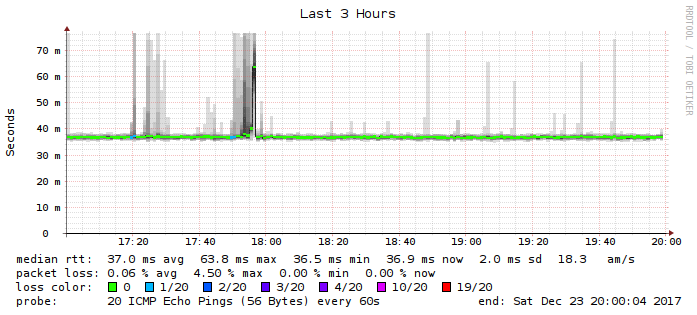 Last 3 Hours
RRDTOOL / TOBI OETIKER
Seconds
70 m
60 m
50 m
40 m
30 m
20 m
10 m
0
17:20 17:40 18:00 18:20 18:40 19:00 19:20 19:40 20:00
median rtt: 37.0 ms avg 63.8 ms max 36.5 ms min 36.9 ms now 2.0 ms sd 18.3 am/s
packet loss: 0.06 % avg 4.50 % max 0.00 % min 0.00 % now
loss color: 0 1/20 2/20 3/20 4/20 10/20 19/20
probe: 20 ICMP Echo Pings (56 Bytes) every 60s end: Sat Dec 23 20:00:04 2017